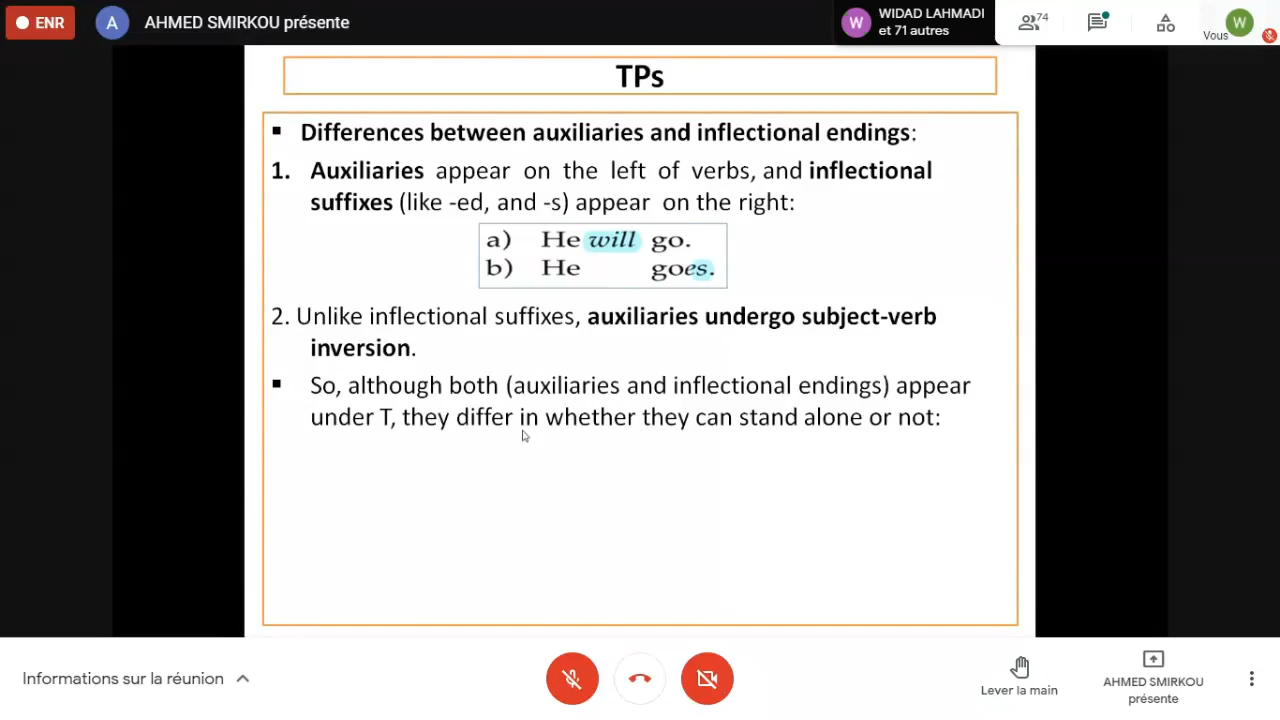 ENR
A
AHMED SMIRKOU présente
W
WIDAD LAHMADI
et 71 autres
74
Vous
W
TPs
▪ Differences between auxiliaries and inflectional endings:
1. Auxiliaries appear on the left of verbs, and inflectional
suffixes (like -ed, and -s) appear on the right:
a) He will go.
b) He goes.
2. Unlike inflectional suffixes, auxiliaries undergo subject-verb
inversion.
▪ So, although both (auxiliaries and inflectional endings) appear
under T, they differ in whether they can stand alone or not:
Informations sur la réunion
Lever la main
AHMED SMIRKOU
présente